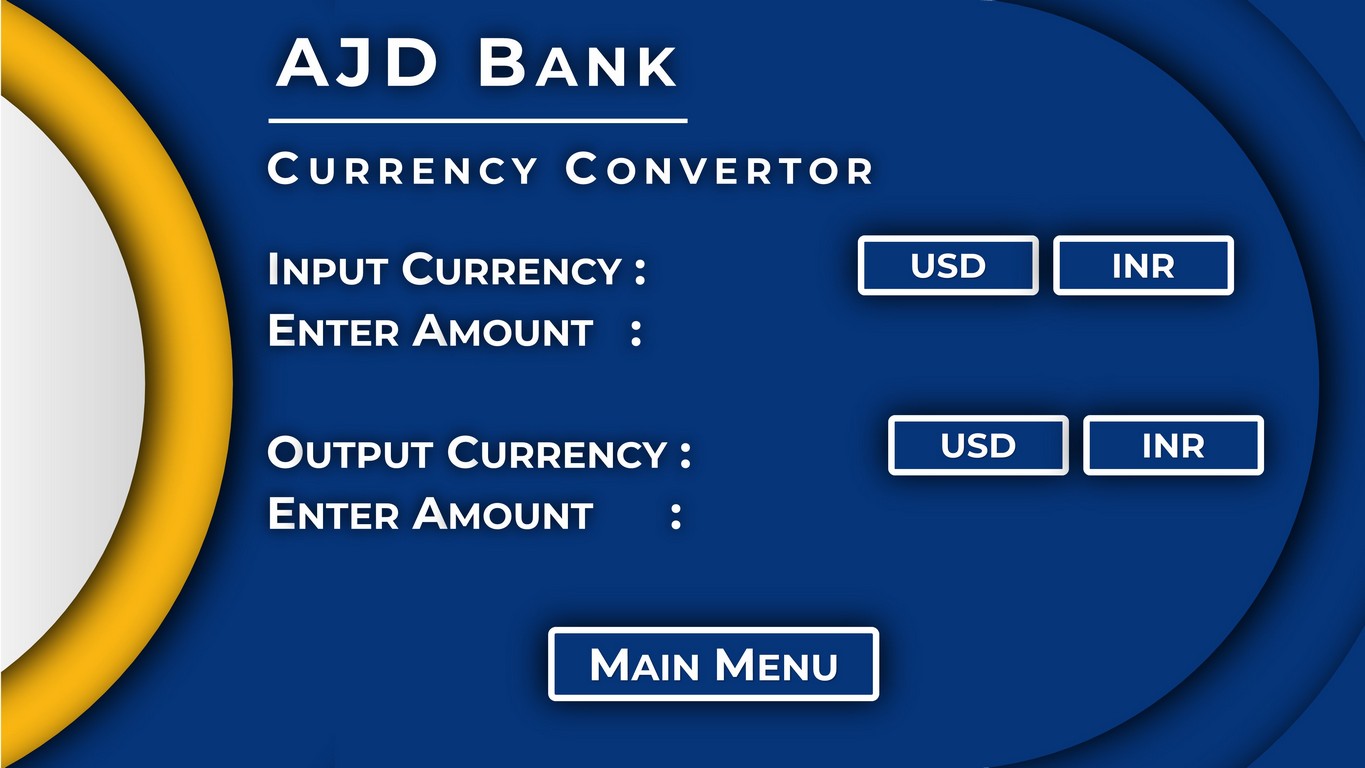 AJD BANK
CURRENCY CONVERTOR
INPUT CURRENCY : USD INR
ENTER AMOUNT :
OUTPUT CURRENCY : USD INR
ENTER AMOUNT :
MAIN MENU